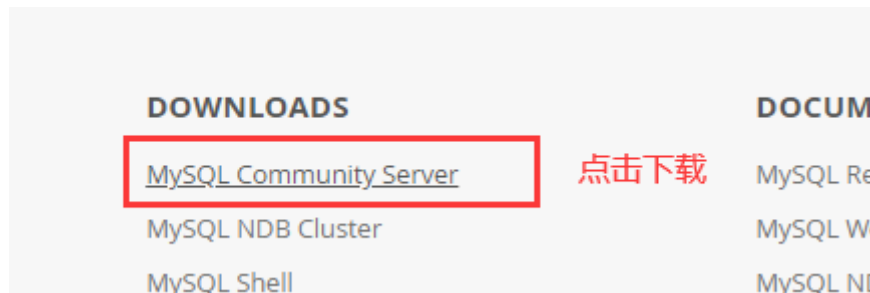 DOWNLOADS
MySQL Community Server
点击下载
MySQL NDB Cluster
MySQL Shell
DOCUM
MySQL Re
MySQL W
MySQL N